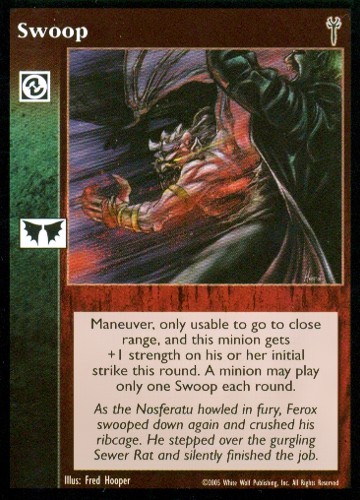 Swoop
Maneuver, only usable to go to close
range, and this minion gets
+1 strength on his or her initial
strike this round. A minion may play
only one Swoop each round.
As the Nosferatu howled in fury, Ferox
swooped down again and crushed his
ribcage. He stepped over the gurgling
Sewer Rat and silently finished the job.
Illus: Fred Hooper
©2005 White Wolf Publishing, Inc. All Rights Reserved